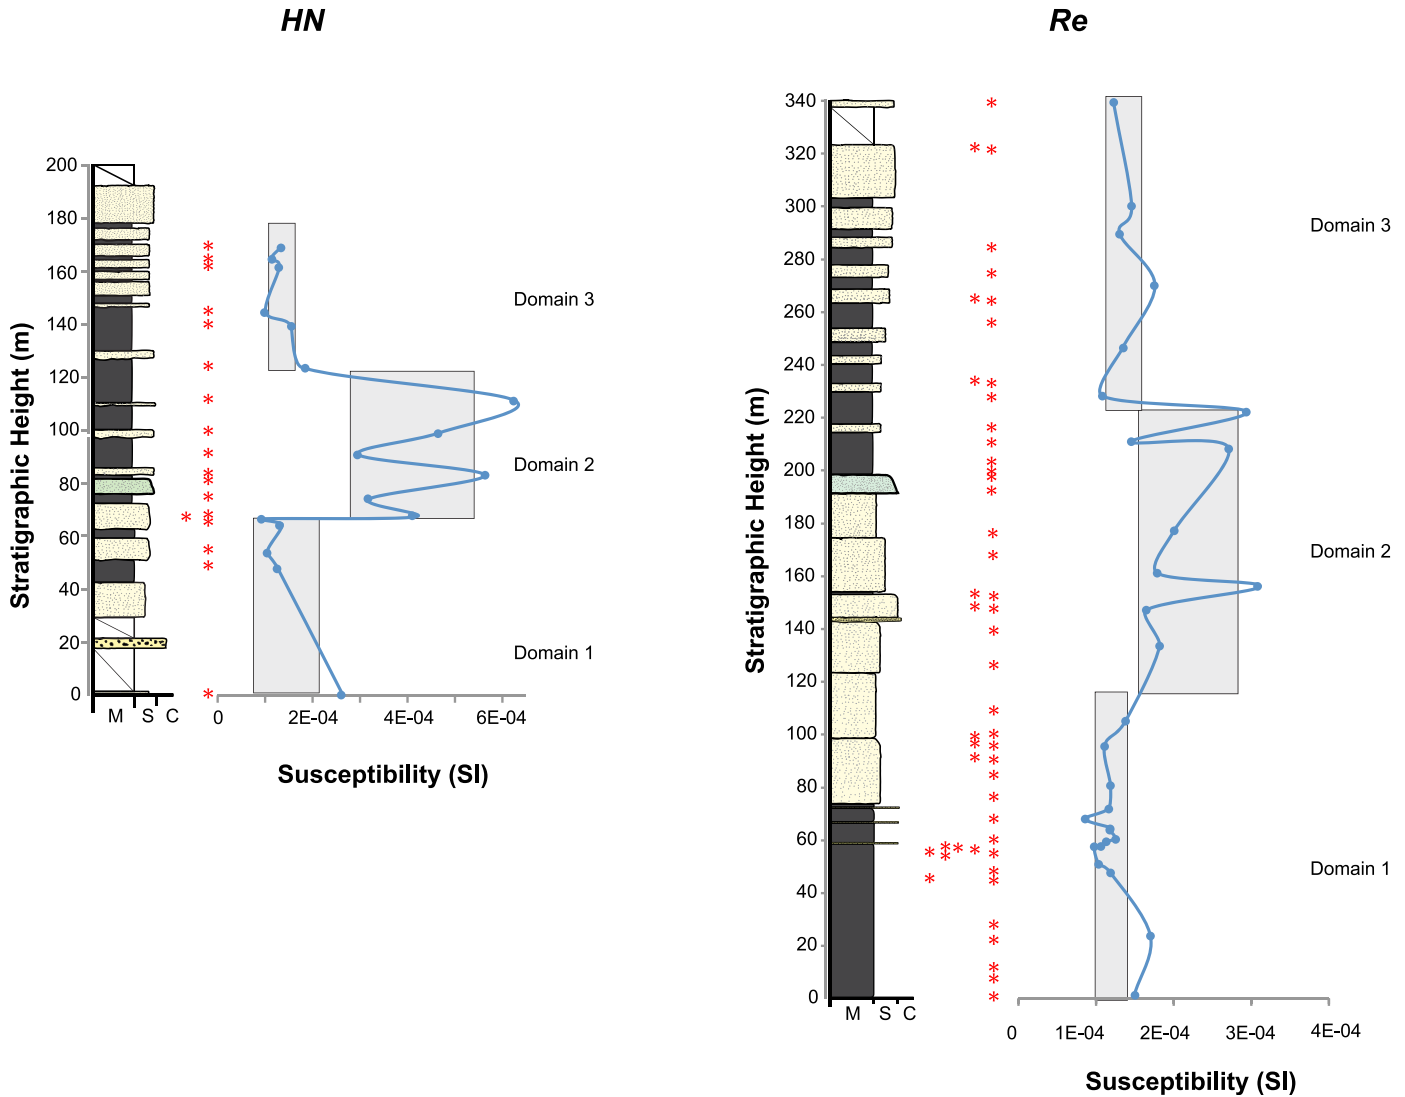 HN
Re
Stratigraphic Height (m)
200
180
160
140
120
100
80
60
40
20
0
M S C
0 2E-04 4E-04 6E-04
Susceptibility (SI)
Domain 3
Domain 2
Domain 1
Stratigraphic Height (m)
340
320
300
280
260
240
220
200
180
160
140
120
100
80
60
40
20
0
M S C
0 1E-04 2E-04 3E-04 4E-04
Susceptibility (SI)
Domain 3
Domain 2
Domain 1